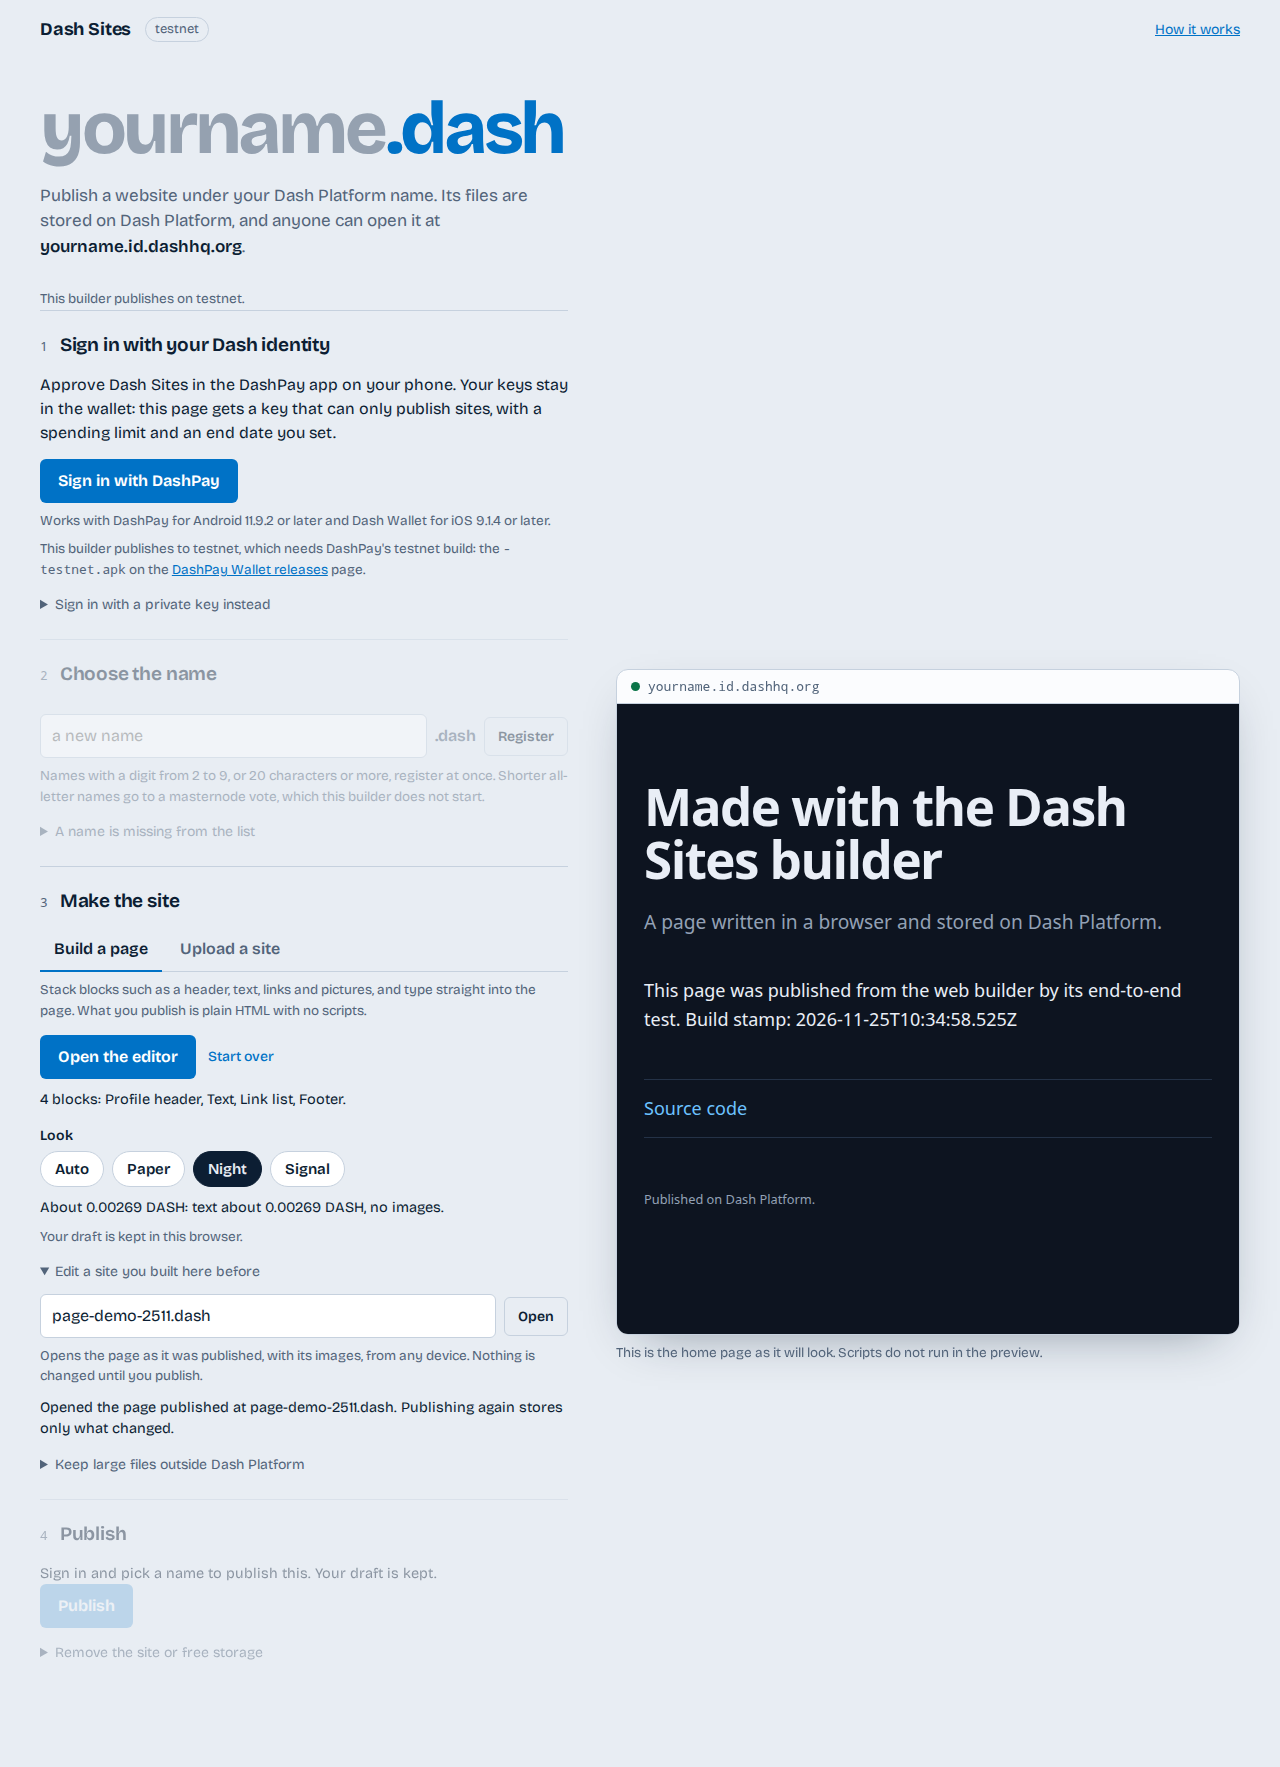 Dash Sites
testnet
How it works
yourname.dash
Publish a website under your Dash Platform name. Its files are
stored on Dash Platform, and anyone can open it at
yourname.id.dashhq.org.
This builder publishes on testnet.
1 Sign in with your Dash identity
Approve Dash Sites in the DashPay app on your phone. Your keys stay
in the wallet: this page gets a key that can only publish sites, with a
spending limit and an end date you set.
Sign in with DashPay
Works with DashPay for Android 11.9.2 or later and Dash Wallet for iOS 9.1.4 or later.
This builder publishes to testnet, which needs DashPay's testnet build: the -
testnet.apk on the DashPay Wallet releases page.
▶ Sign in with a private key instead
2 Choose the name
a new name .dash Register
Names with a digit from 2 to 9, or 20 characters or more, register at once. Shorter all-
letter names go to a masternode vote, which this builder does not start.
▶ A name is missing from the list
3 Make the site
Build a page Upload a site
Stack blocks such as a header, text, links and pictures, and type straight into the
page. What you publish is plain HTML with no scripts.
Open the editor Start over
4 blocks: Profile header, Text, Link list, Footer.
Look
Auto Paper Night Signal
About 0.00269 DASH: text about 0.00269 DASH, no images.
Your draft is kept in this browser.
▼ Edit a site you built here before
page-demo-2511.dash Open
Opens the page as it was published, with its images, from any device. Nothing is
changed until you publish.
Opened the page published at page-demo-2511.dash. Publishing again stores
only what changed.
▶ Keep large files outside Dash Platform
4 Publish
Sign in and pick a name to publish this. Your draft is kept.
Publish
▶ Remove the site or free storage
yourname.id.dashhq.org
Made with the Dash
Sites builder
A page written in a browser and stored on Dash Platform.
This page was published from the web builder by its end-to-end
test. Build stamp: 2026-11-25T10:34:58.525Z
Source code
Published on Dash Platform.
This is the home page as it will look. Scripts do not run in the preview.